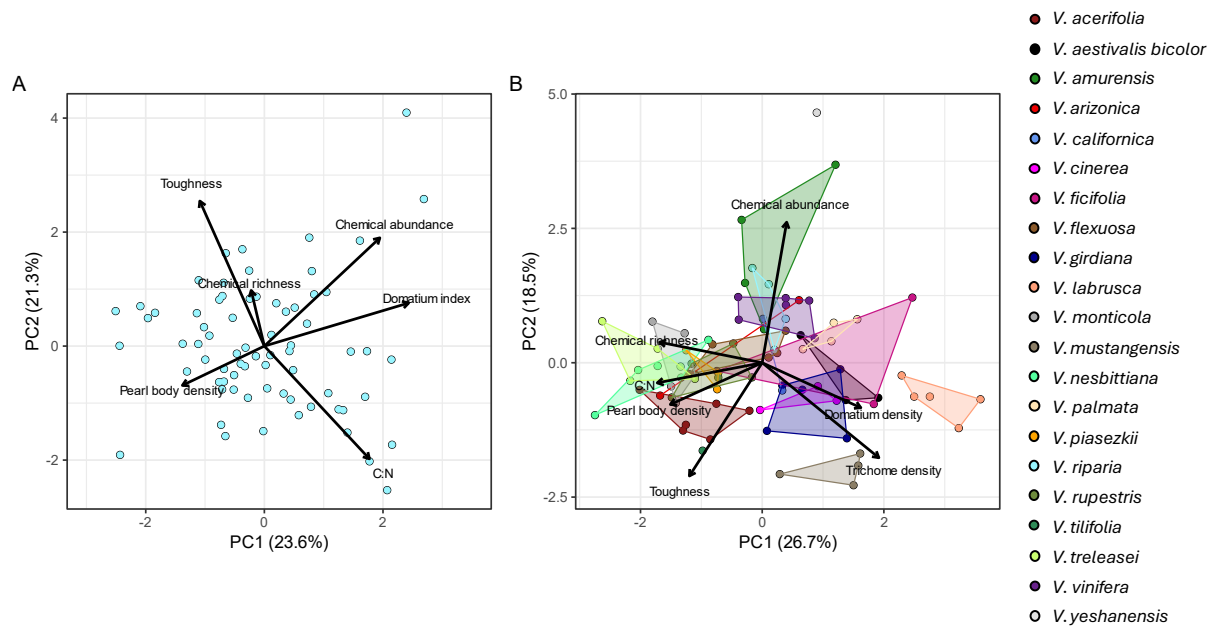 A
4
2
0
-2
-2
0
2
PC2 (21.3%)
PC1 (23.6%)
Toughness
Chemical abundance
Chemical richness
Domatium index
Pearl body density
C:N
B
5.0
2.5
0.0
-2.5
-2
0
2
PC2 (18.5%)
PC1 (26.7%)
Chemical abundance
Chemical richness
C:N
Pearl body density
Domatium density
Trichome density
Toughness
V. acerifolia
V. aestivalis bicolor
V. amurensis
V. arizonica
V. californica
V. cinerea
V. ficifolia
V. flexuosa
V. girdiana
V. labrusca
V. monticola
V. mustangensis
V. nesbittiana
V. palmata
V. piasezkii
V. riparia
V. rupestris
V. tilifolia
V. treleasei
V. vinifera
V. yeshanensis